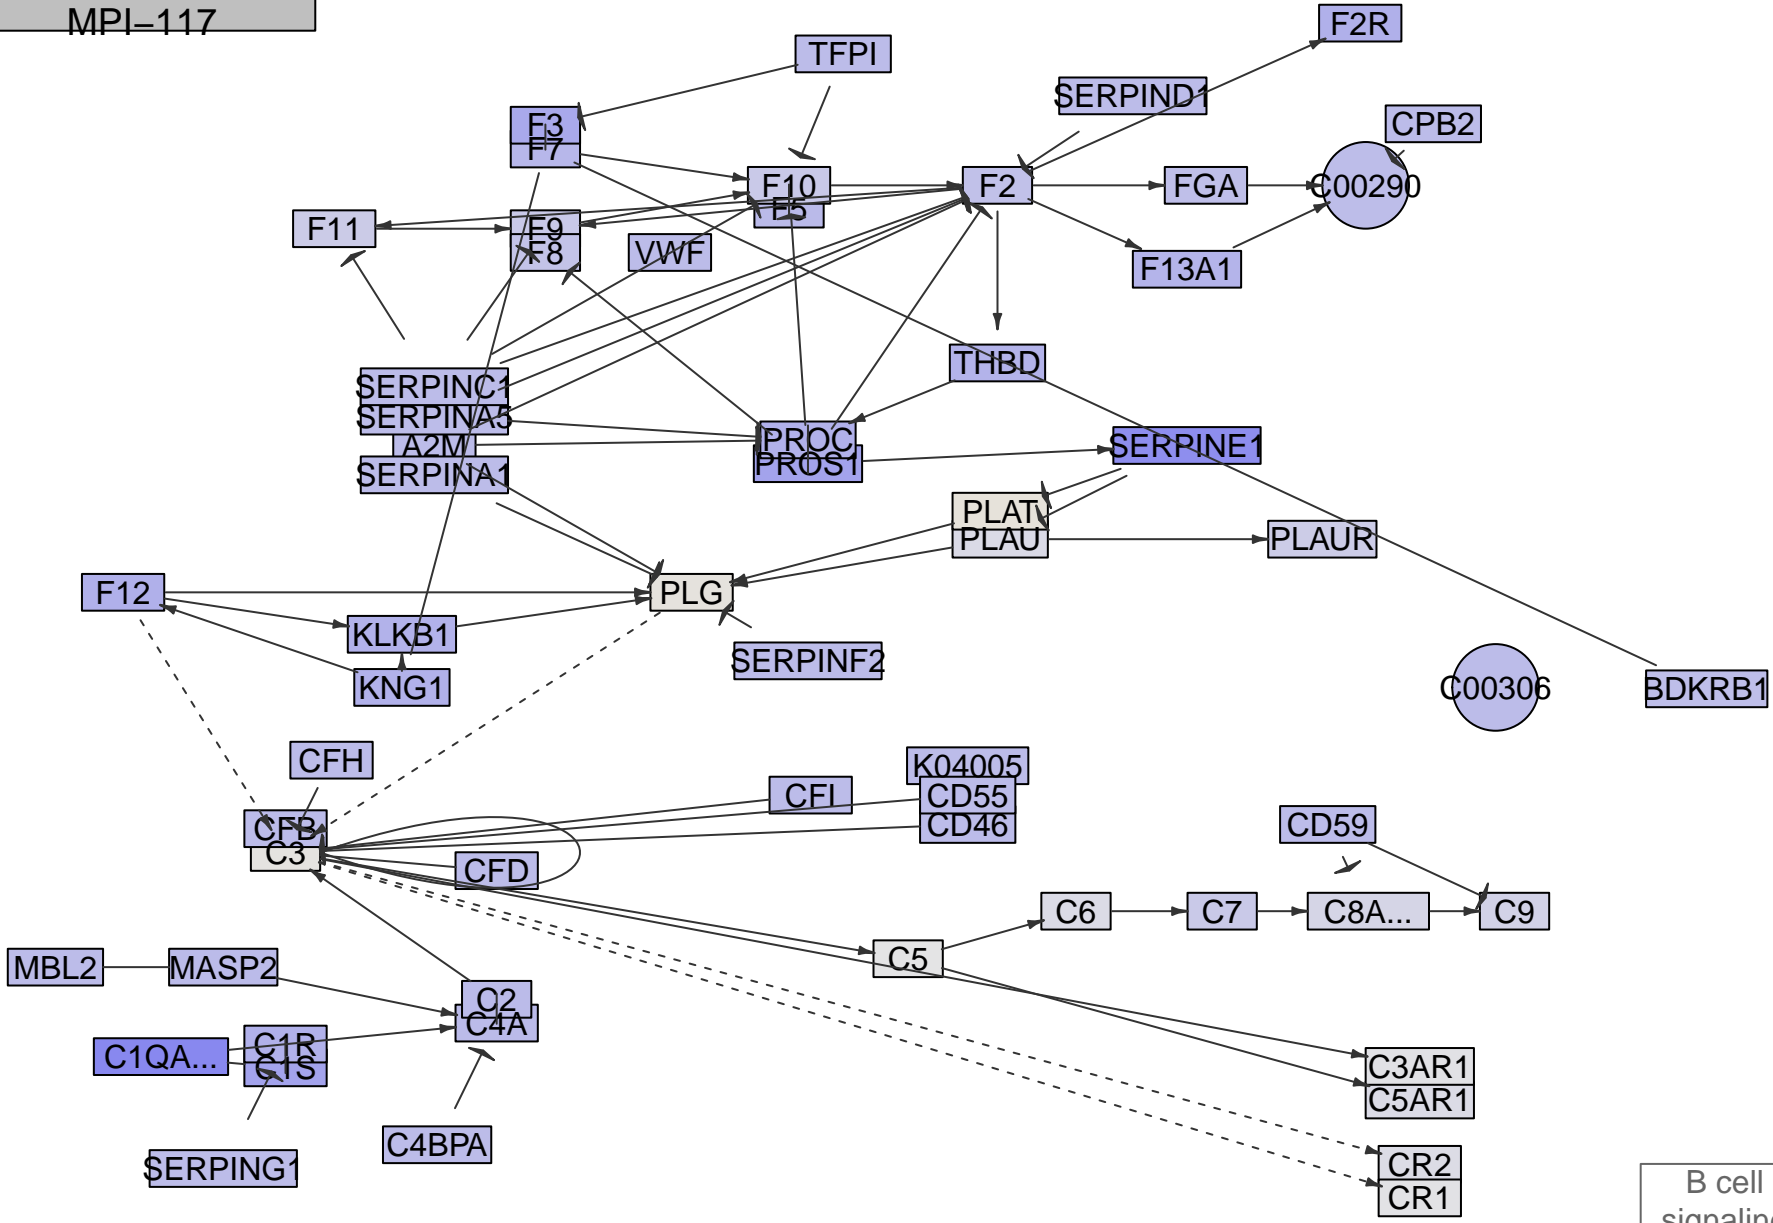 MPI–117
F2R
TFPI
SERPIND1
CPB2
F3
F7
F10
F5
F2
FGA
C00290
F11
F9
F8
VWF
F13A1
THBD
SERPINC1
SERPINA5
A2M
SERPINA1
PROC
PROS1
SERPINE1
PLAT
PLAU
PLAUR
F12
PLG
KLKB1
SERPINF2
KNG1
C00306
BDKRB1
CFH
K04005
CFI
CD55
CFB
CD46
CD59
C3
CFD
C6
C7
C8A...
C9
C5
MBL2
MASP2
C2
C4A
C1R
C1QA...
C1S
C3AR1
C5AR1
C4BPA
SERPING1
CR2
CR1
B cell
signaling